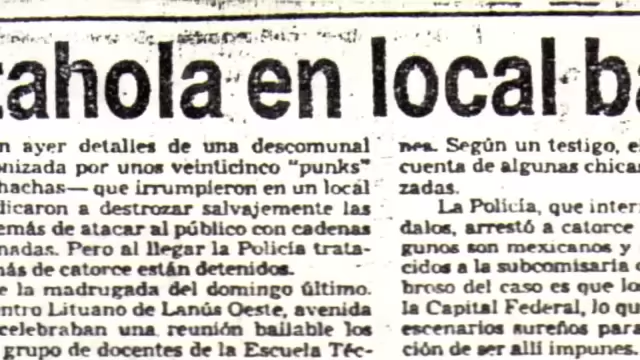 tahola en local ba
n ayer detalles de una descomunal
nizada por unos veinticinco "punks"
hachas— que irrumpieron en un local
dicaron a destrozar salvajemente las
emás de atacar al público con cadenas
nadas. Pero al llegar la Policía trata-
más de catorce están detenidos.
e la madrugada del domingo último.
ntro Lituano de Lanús Oeste, avenida
celebraban una reunión bailable los
grupo de docentes de la Escuela Téc-
nes. Según un testigo, e
cuenta de algunas chica
zadas.
La Policía, que inter
dalos, arrestó a catorce
gunos son mexicanos y
cidos a la subcomisaría
broso del caso es que lo
la Capital Federal, lo qu
escenarios sureños para
ción de ser allí impunes.